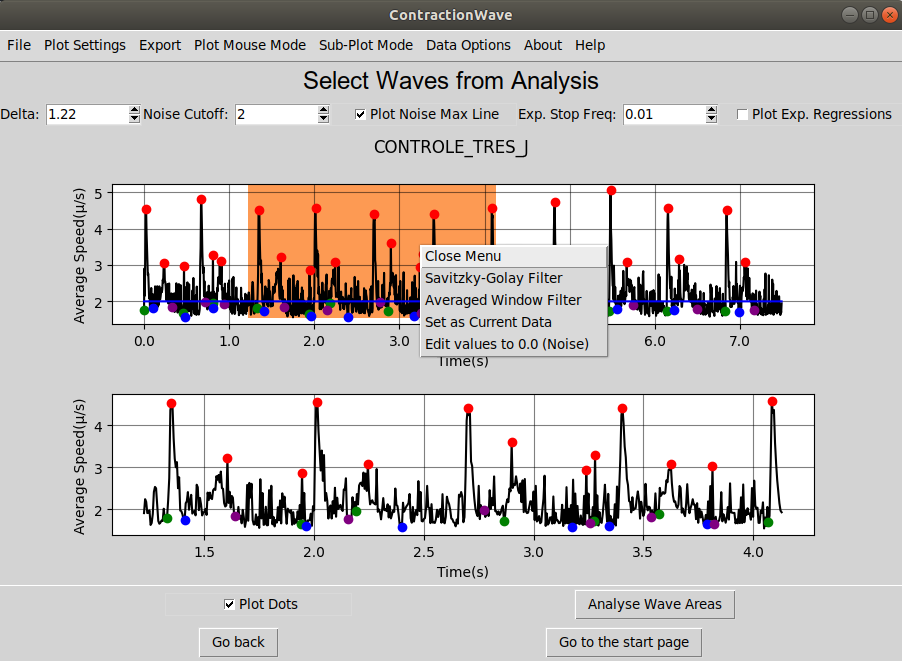 ContractionWave
File Plot Settings Export Plot Mouse Mode Sub-Plot Mode Data Options About Help
Select Waves from Analysis
Delta: 1.22 Noise Cutoff: 2 Plot Noise Max Line Exp. Stop Freq: 0.01 Plot Exp. Regressions
CONTROLE_TRES_J
Average Speed(μ/s)
5
4
3
2
0.0 1.0 2.0 3.0 6.0 7.0
Time(s)
Close Menu
Savitzky-Golay Filter
Averaged Window Filter
Set as Current Data
Edit values to 0.0 (Noise)
Average Speed(μ/s)
4
3
2
1.5 2.0 2.5 3.0 3.5 4.0
Time(s)
Plot Dots Analyse Wave Areas
Go back Go to the start page